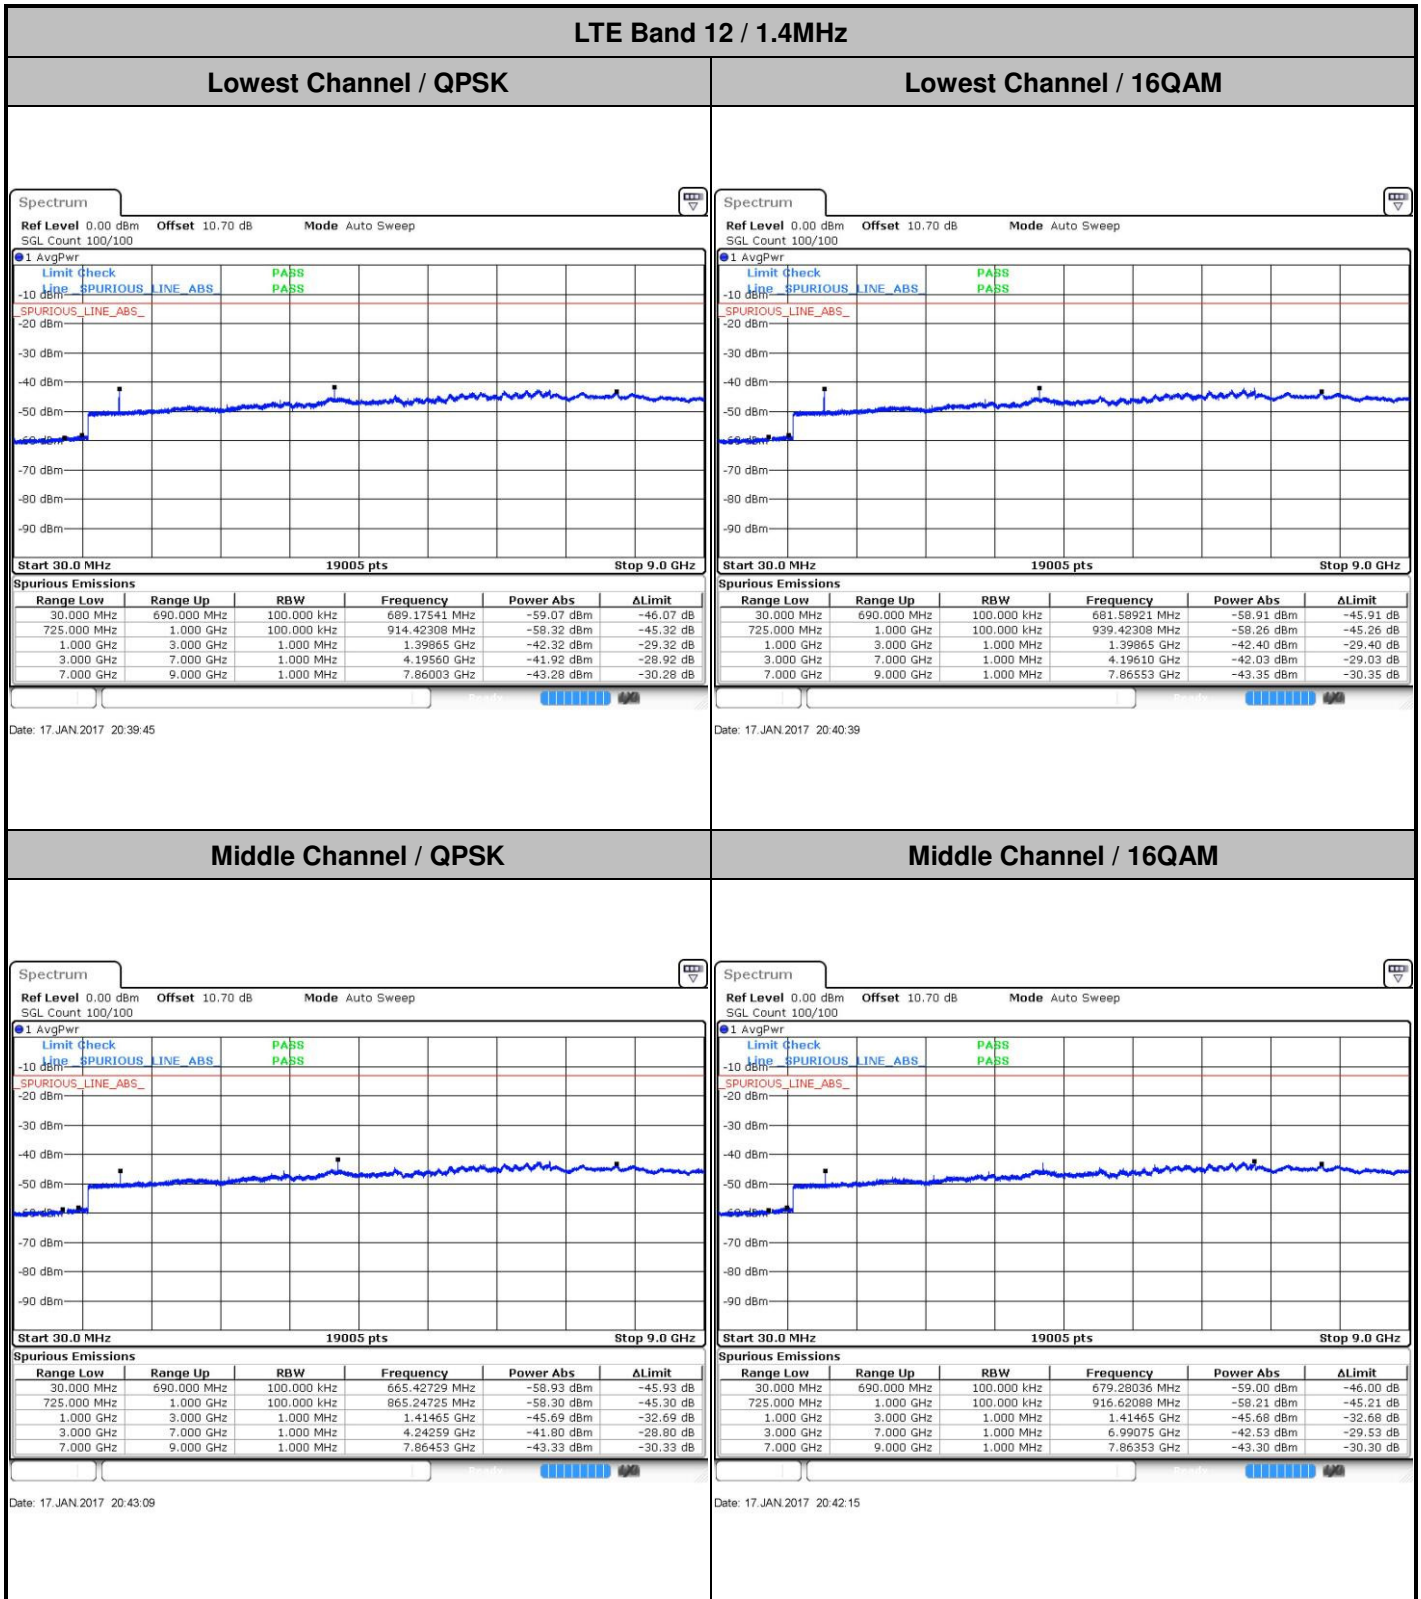 LTE Band 12 / 1.4MHz
Lowest Channel / QPSK
Lowest Channel / 16QAM
Spectrum
Ref Level 0.00 dBm Offset 10.70 dB Mode Auto Sweep
SGL Count 100/100
1 AvgPwr
Limit Check PASS
Line _SPURIOUS_LINE_ABS_ PASS
-10 dBm
_SPURIOUS_LINE_ABS_
-20 dBm
-30 dBm
-40 dBm
-50 dBm
-60 dBm
-70 dBm
-80 dBm
-90 dBm
Start 30.0 MHz 19005 pts Stop 9.0 GHz
Spurious Emissions
Range Low Range Up RBW Frequency Power Abs ΔLimit
30.000 MHz 690.000 MHz 100.000 kHz 689.17541 MHz -59.07 dBm -46.07 dB
725.000 MHz 1.000 GHz 100.000 kHz 914.42308 MHz -58.32 dBm -45.32 dB
1.000 GHz 3.000 GHz 1.000 MHz 1.39865 GHz -42.32 dBm -29.32 dB
3.000 GHz 7.000 GHz 1.000 MHz 4.19560 GHz -41.92 dBm -28.92 dB
7.000 GHz 9.000 GHz 1.000 MHz 7.86003 GHz -43.28 dBm -30.28 dB
Date: 17.JAN.2017 20:39:45
Spectrum
Ref Level 0.00 dBm Offset 10.70 dB Mode Auto Sweep
SGL Count 100/100
1 AvgPwr
Limit Check PASS
Line _SPURIOUS_LINE_ABS_ PASS
-10 dBm
_SPURIOUS_LINE_ABS_
-20 dBm
-30 dBm
-40 dBm
-50 dBm
-60 dBm
-70 dBm
-80 dBm
-90 dBm
Start 30.0 MHz 19005 pts Stop 9.0 GHz
Spurious Emissions
Range Low Range Up RBW Frequency Power Abs ΔLimit
30.000 MHz 690.000 MHz 100.000 kHz 681.58921 MHz -58.91 dBm -45.91 dB
725.000 MHz 1.000 GHz 100.000 kHz 939.42308 MHz -58.26 dBm -45.26 dB
1.000 GHz 3.000 GHz 1.000 MHz 1.39865 GHz -42.40 dBm -29.40 dB
3.000 GHz 7.000 GHz 1.000 MHz 4.19610 GHz -42.03 dBm -29.03 dB
7.000 GHz 9.000 GHz 1.000 MHz 7.86553 GHz -43.35 dBm -30.35 dB
Date: 17.JAN.2017 20:40:39
Middle Channel / QPSK
Middle Channel / 16QAM
Spectrum
Ref Level 0.00 dBm Offset 10.70 dB Mode Auto Sweep
SGL Count 100/100
1 AvgPwr
Limit Check PASS
Line _SPURIOUS_LINE_ABS_ PASS
-10 dBm
_SPURIOUS_LINE_ABS_
-20 dBm
-30 dBm
-40 dBm
-50 dBm
-60 dBm
-70 dBm
-80 dBm
-90 dBm
Start 30.0 MHz 19005 pts Stop 9.0 GHz
Spurious Emissions
Range Low Range Up RBW Frequency Power Abs ΔLimit
30.000 MHz 690.000 MHz 100.000 kHz 665.42729 MHz -58.93 dBm -45.93 dB
725.000 MHz 1.000 GHz 100.000 kHz 865.24725 MHz -58.30 dBm -45.30 dB
1.000 GHz 3.000 GHz 1.000 MHz 1.41465 GHz -45.69 dBm -32.69 dB
3.000 GHz 7.000 GHz 1.000 MHz 4.24259 GHz -41.80 dBm -28.80 dB
7.000 GHz 9.000 GHz 1.000 MHz 7.86453 GHz -43.33 dBm -30.33 dB
Date: 17.JAN.2017 20:43:09
Spectrum
Ref Level 0.00 dBm Offset 10.70 dB Mode Auto Sweep
SGL Count 100/100
1 AvgPwr
Limit Check PASS
Line _SPURIOUS_LINE_ABS_ PASS
-10 dBm
_SPURIOUS_LINE_ABS_
-20 dBm
-30 dBm
-40 dBm
-50 dBm
-60 dBm
-70 dBm
-80 dBm
-90 dBm
Start 30.0 MHz 19005 pts Stop 9.0 GHz
Spurious Emissions
Range Low Range Up RBW Frequency Power Abs ΔLimit
30.000 MHz 690.000 MHz 100.000 kHz 679.28036 MHz -59.00 dBm -46.00 dB
725.000 MHz 1.000 GHz 100.000 kHz 916.62088 MHz -58.21 dBm -45.21 dB
1.000 GHz 3.000 GHz 1.000 MHz 1.41465 GHz -45.68 dBm -32.68 dB
3.000 GHz 7.000 GHz 1.000 MHz 6.99075 GHz -42.53 dBm -29.53 dB
7.000 GHz 9.000 GHz 1.000 MHz 7.86353 GHz -43.30 dBm -30.30 dB
Date: 17.JAN.2017 20:42:15